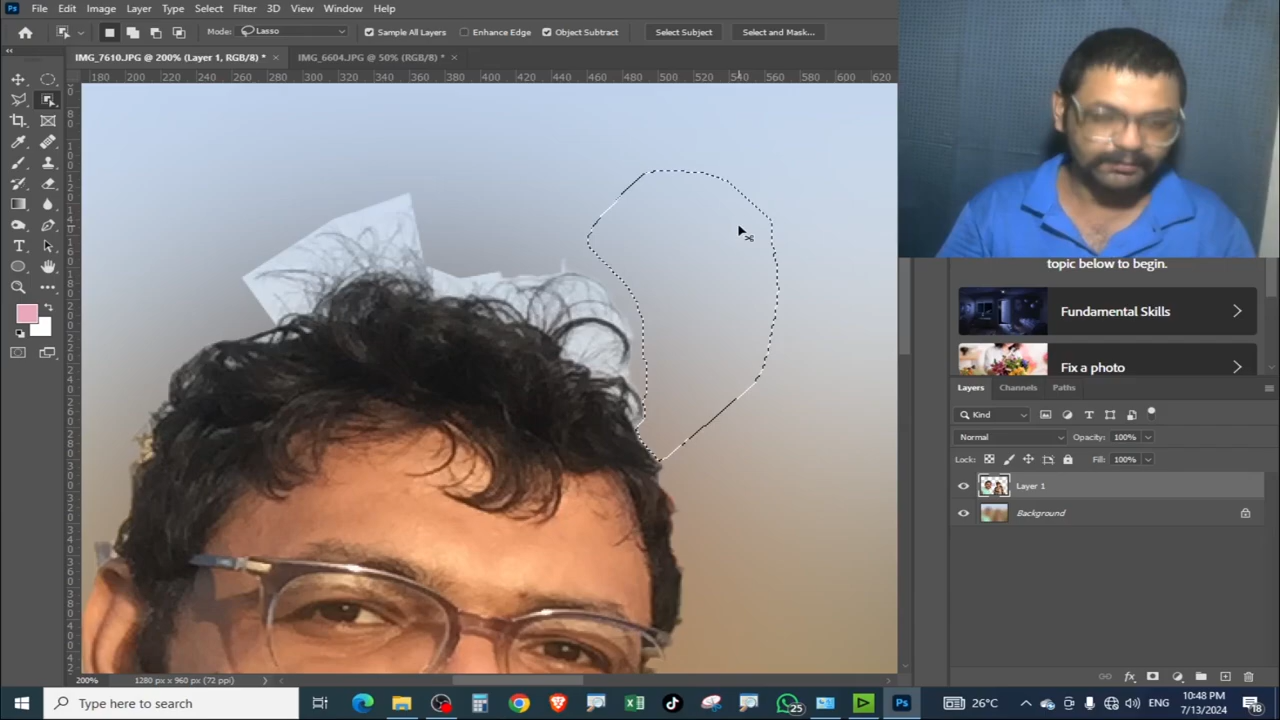 Ps File Edit Image Layer Type Select Filter 3D View Window Help
Mode: Lasso Sample All Layers Enhance Edge Object Subtract Select Subject Select and Mask...
IMG_7610.JPG @ 200% (Layer 1, RGB/8) * × IMG_6604.JPG @ 50% (RGB/8) * ×
180 200 220 240 260 280 300 320 340 360 380 400 420 440 460 480 500 520 540 560 580 600 620
topic below to begin.
Fundamental Skills
Fix a photo
Layers Channels Paths
Kind
Normal Opacity: 100%
Lock: Fill: 100%
Layer 1
Background
fx
200% 1280 px x 960 px (72 ppi)
Type here to search 25 Ps 26°C ENG 10:48 PM
7/13/2024